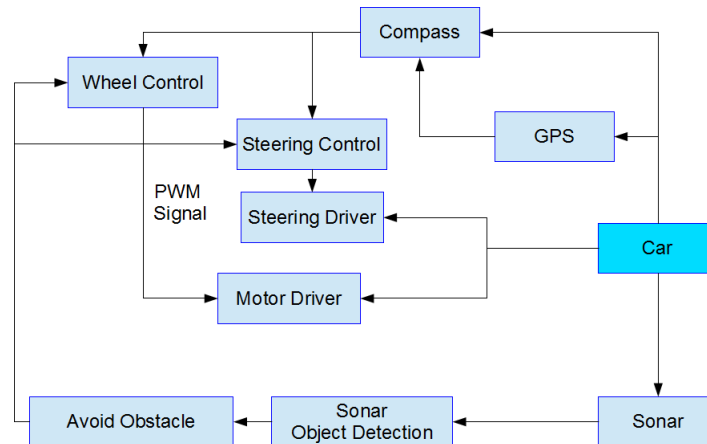 Compass
Wheel Control
GPS
Steering Control
PWM
Signal
Steering Driver
Car
Motor Driver
Avoid Obstacle
Sonar
Object Detection
Sonar